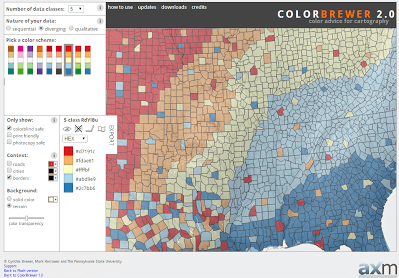 Number of data classes: 5
how to use updates downloads credits
COLORBREWER 2.0
color advice for cartography
Nature of your data:
sequential diverging qualitative
Pick a color scheme:
Only show:
colorblind safe
print friendly
photocopy safe
5-class RdYlBu
EXPORT
HEX
#d7191c
#fdae61
#ffffbf
#abd9e9
#2c7bb6
Context:
roads
cities
borders
Background:
solid color
terrain
color transparency
© Cynthia Brewer, Mark Harrower and The Pennsylvania State University
Support
Back to Flash version
Back to ColorBrewer 1.0
axm